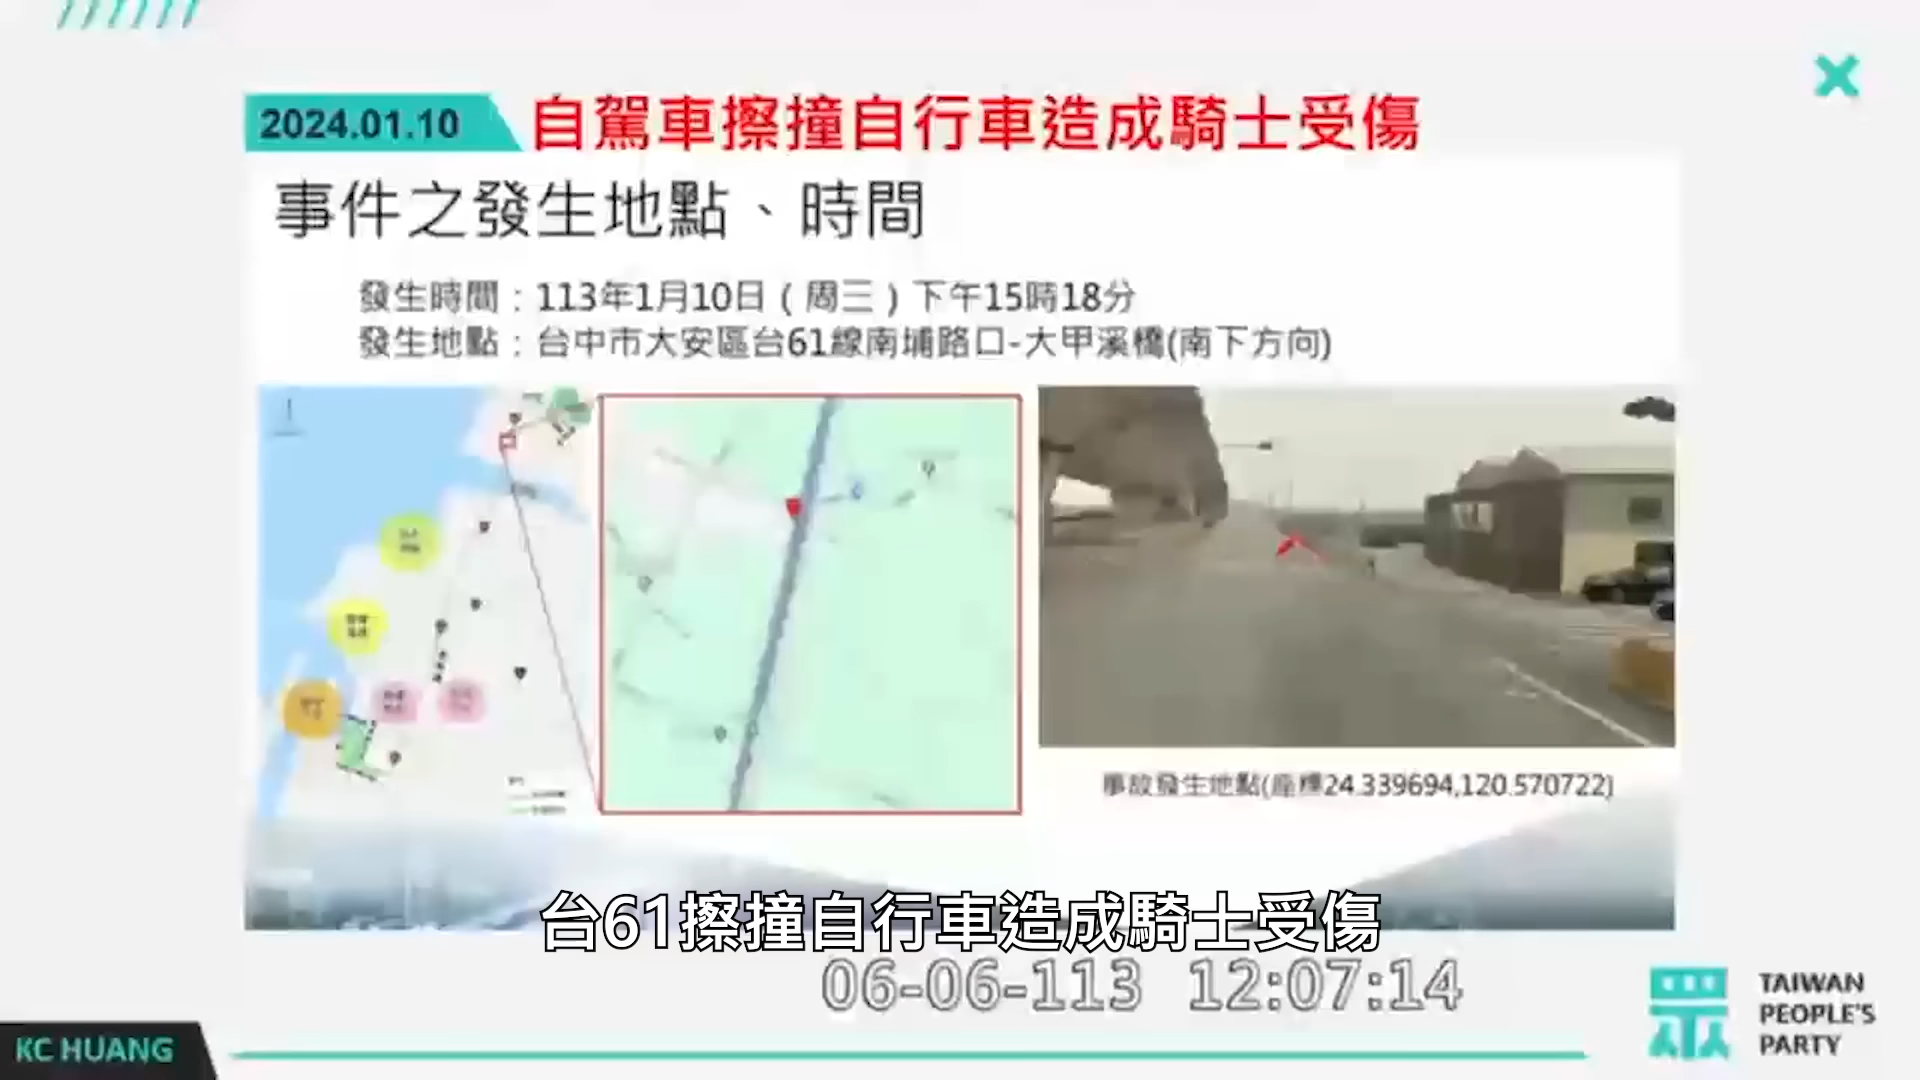 2024.01.10
自駕車擦撞自行車造成騎士受傷
事件之發生地點、時間
發生時間：113年1月10日（周三）下午15時18分
發生地點：台中市大安區台61線南埔路口-大甲溪橋(南下方向)
事故發生地點(座標24.339694,120.570722)
台61擦撞自行車造成騎士受傷
06-06-113 12:07:14
KC HUANG
眾
TAIWAN
PEOPLE'S
PARTY